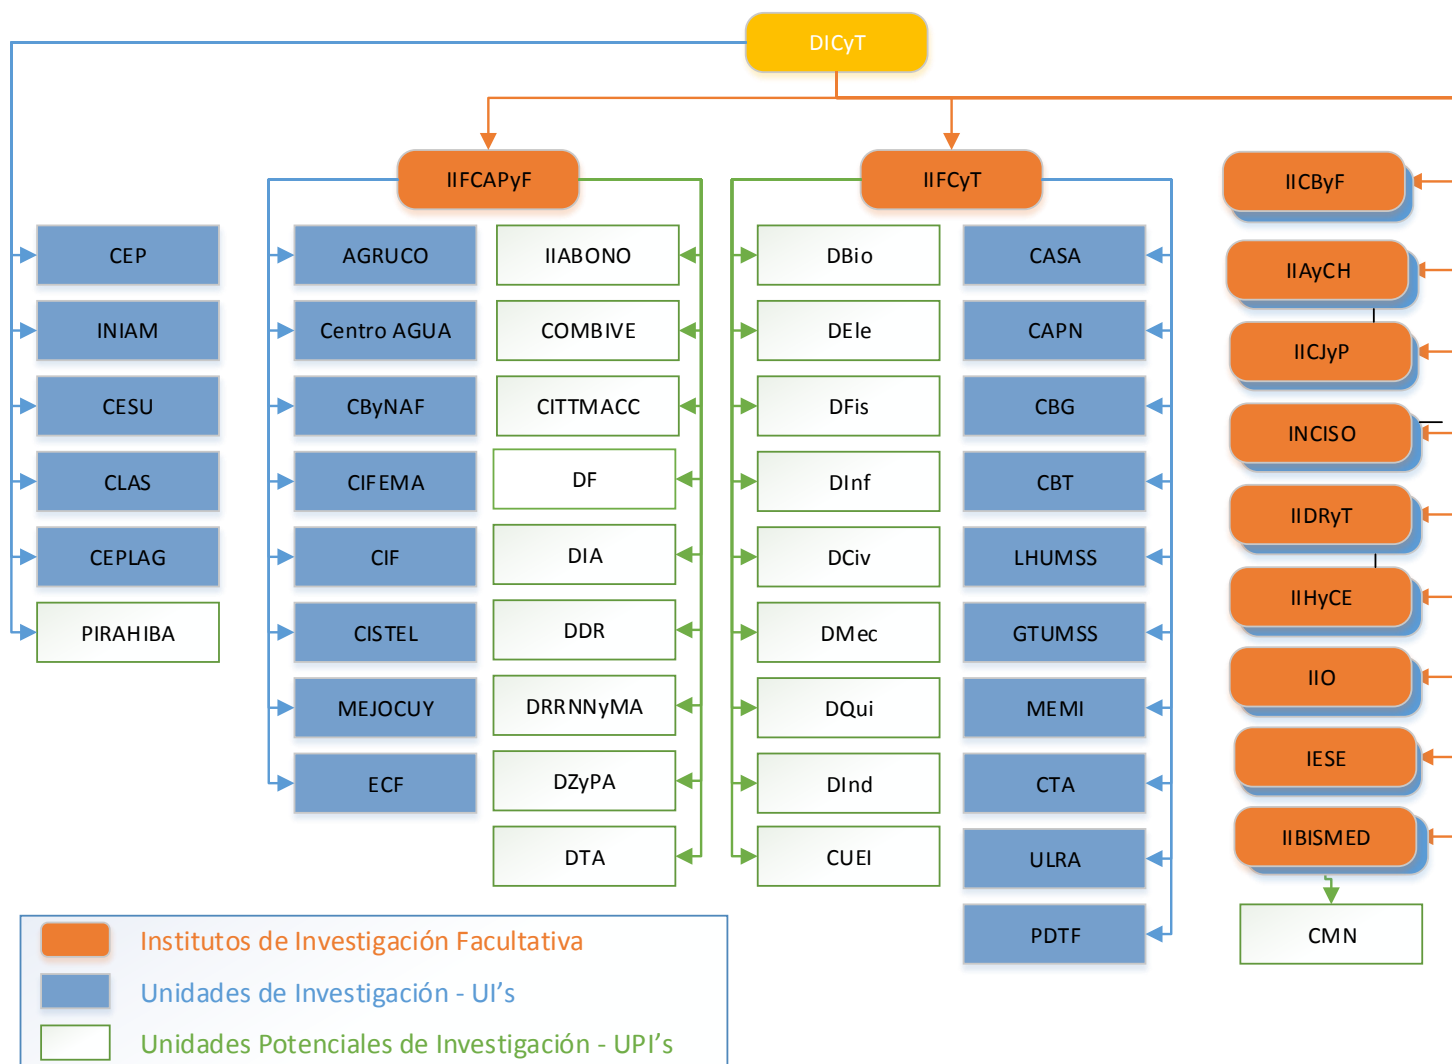 DICyT
IIFCAPyF
IIFCyT
CEP
INIAM
CESU
CLAS
CEPLAG
PIRAHIBA
AGRUCO
Centro AGUA
CByNAF
CIFEMA
CIF
CISTEL
MEJOCUY
ECF
IIABONO
COMBIVE
CITTMACC
DF
DIA
DDR
DRRNNyMA
DZyPA
DTA
DBio
DEle
DFis
DInf
DCiv
DMec
DQui
DInd
CUEI
CASA
CAPN
CBG
CBT
LHUMSS
GTUMSS
MEMI
CTA
ULRA
PDTF
IICByF
IIAyCH
IICJyP
INCISO
IIDRyT
IIHyCE
IIO
IESE
IIBISMED
CMN
Institutos de Investigación Facultativa
Unidades de Investigación - UI's
Unidades Potenciales de Investigación - UPI's